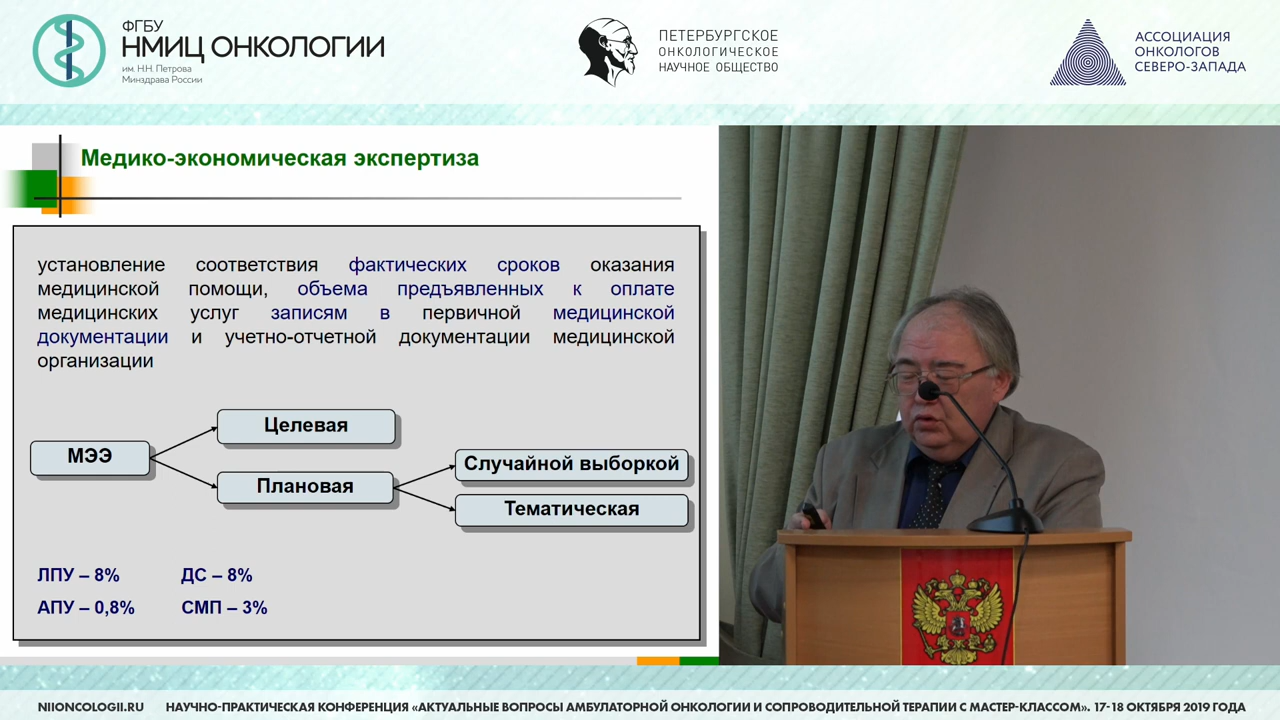 ФГБУ
НМИЦ ОНКОЛОГИИ
им. Н.Н. Петрова
Минздрава России
ПЕТЕРБУРГСКОЕ
ОНКОЛОГИЧЕСКОЕ
НАУЧНОЕ ОБЩЕСТВО
АССОЦИАЦИЯ
ОНКОЛОГОВ
СЕВЕРО-ЗАПАДА
Медико-экономическая экспертиза
установление соответствия фактических сроков оказания
медицинской помощи, объема предъявленных к оплате
медицинских услуг записям в первичной медицинской
документации и учетно-отчетной документации медицинской
организации
МЭЭ
Целевая
Плановая
Случайной выборкой
Тематическая
ЛПУ – 8% ДС – 8%
АПУ – 0,8% СМП – 3%
NIIONCOLOGII.RU НАУЧНО-ПРАКТИЧЕСКАЯ КОНФЕРЕНЦИЯ «АКТУАЛЬНЫЕ ВОПРОСЫ АМБУЛАТОРНОЙ ОНКОЛОГИИ И СОПРОВОДИТЕЛЬНОЙ ТЕРАПИИ С МАСТЕР-КЛАССОМ». 17-18 ОКТЯБРЯ 2019 ГОДА